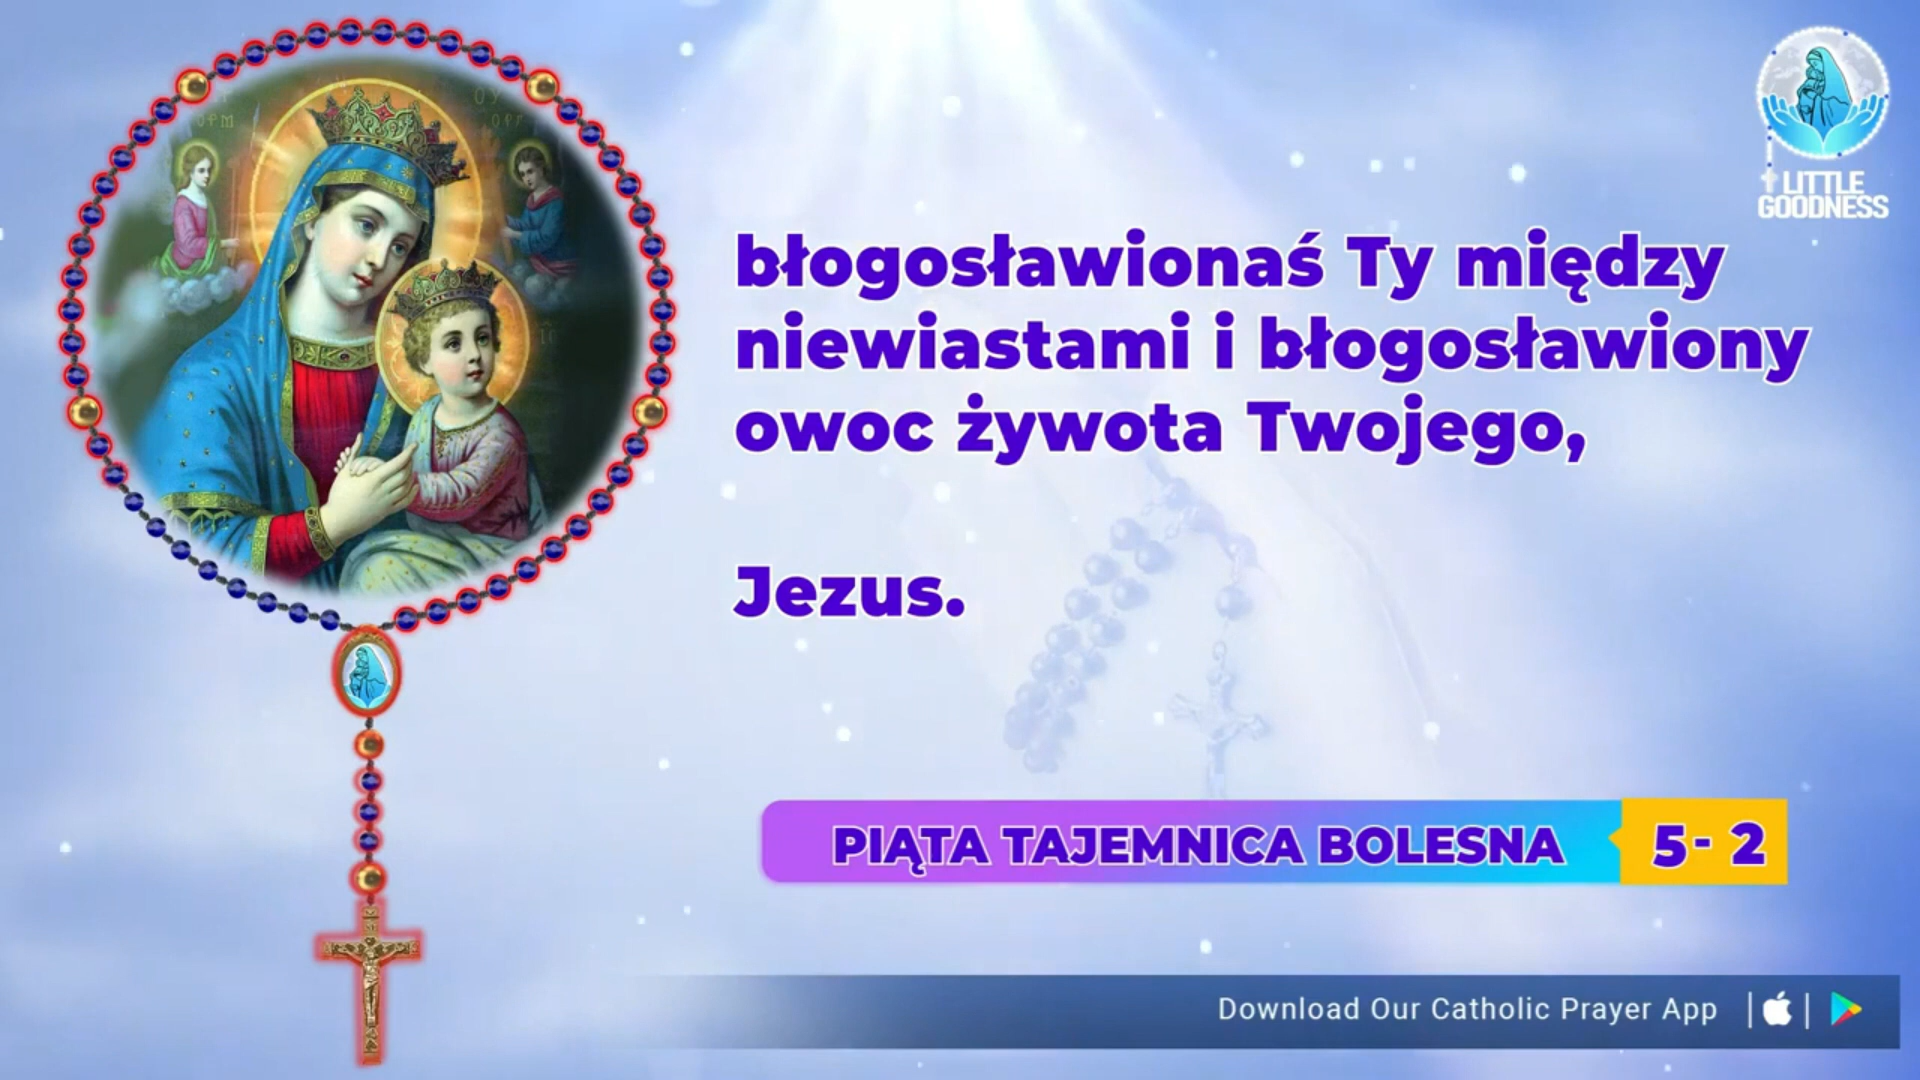 LITTLE
GOODNESS
błogosławionaś Ty między
niewiastami i błogosławiony
owoc żywota Twojego,
Jezus.
PIĄTA TAJEMNICA BOLESNA 5- 2
Download Our Catholic Prayer App